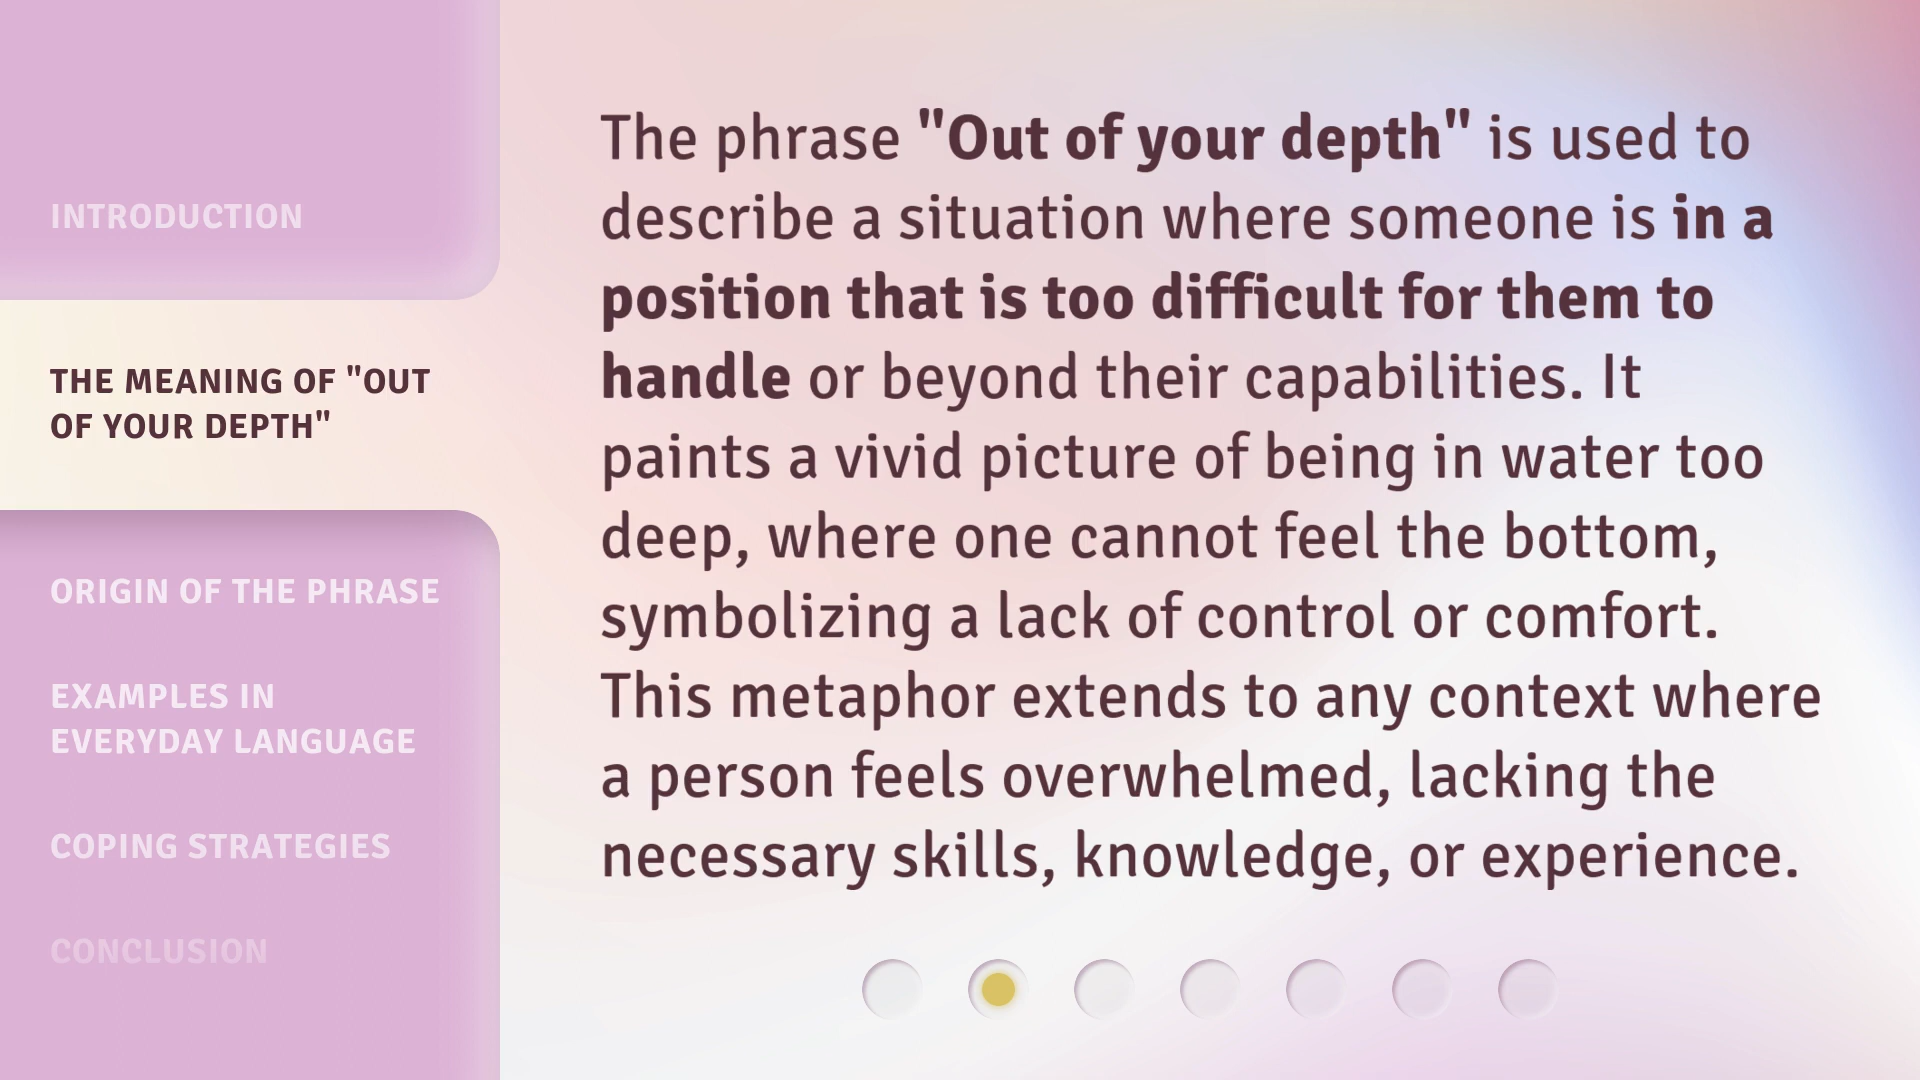 INTRODUCTION
THE MEANING OF "OUT
OF YOUR DEPTH"
ORIGIN OF THE PHRASE
EXAMPLES IN
EVERYDAY LANGUAGE
COPING STRATEGIES
CONCLUSION
The phrase "Out of your depth" is used to
describe a situation where someone is in a
position that is too difficult for them to
handle or beyond their capabilities. It
paints a vivid picture of being in water too
deep, where one cannot feel the bottom,
symbolizing a lack of control or comfort.
This metaphor extends to any context where
a person feels overwhelmed, lacking the
necessary skills, knowledge, or experience.